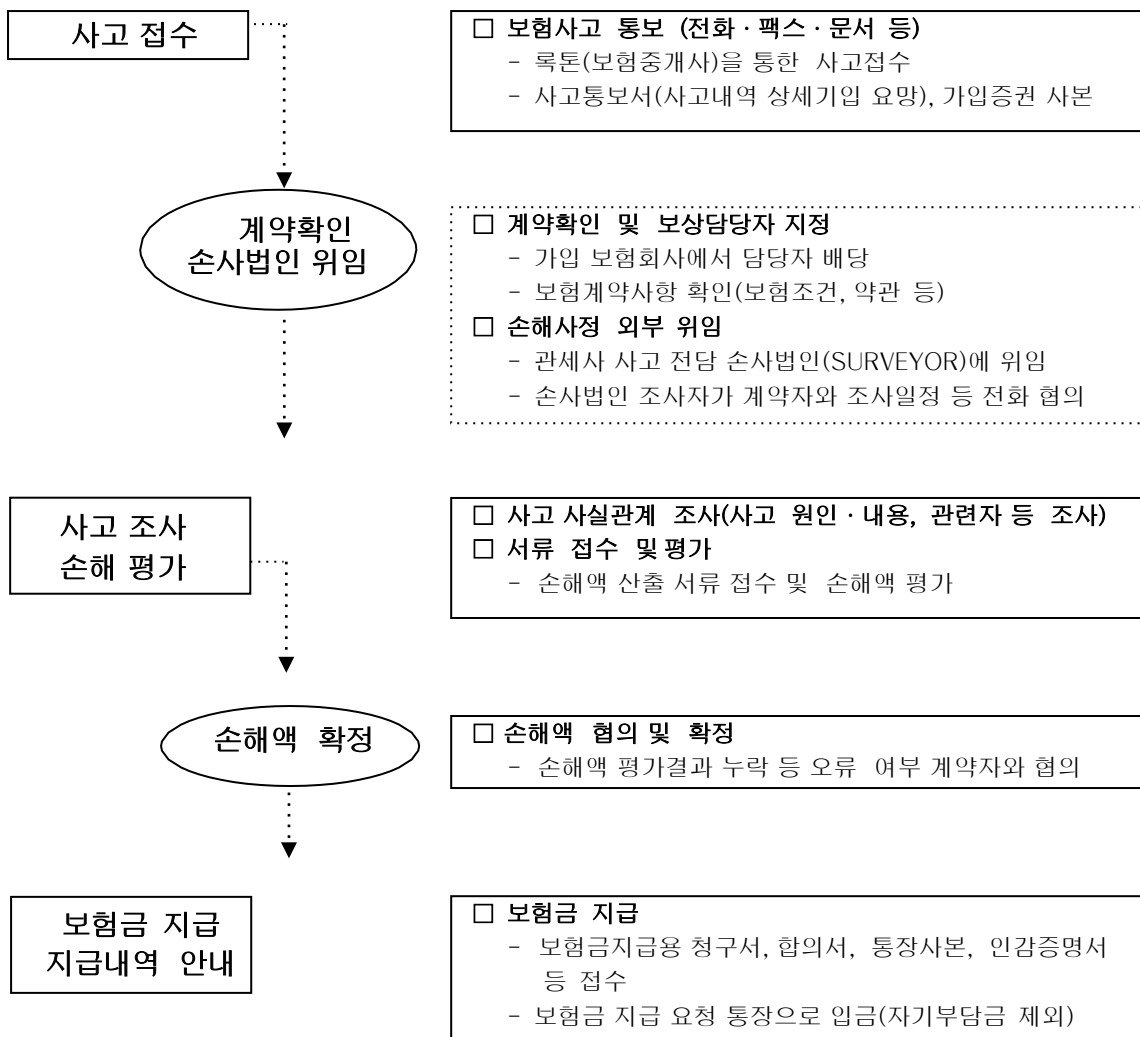 사고 접수
□ 보험사고 통보 (전화·팩스·문서 등)
- 록톤(보험중개사)을 통한 사고접수
- 사고통보서(사고내역 상세기입 요망), 가입증권 사본
계약확인
손사법인 위임
□ 계약확인 및 보상담당자 지정
- 가입 보험회사에서 담당자 배당
- 보험계약사항 확인(보험조건, 약관 등)
□ 손해사정 외부 위임
- 관세사 사고 전담 손사법인(SURVEYOR)에 위임
- 손사법인 조사자가 계약자와 조사일정 등 전화 협의
사고 조사
손해 평가
□ 사고 사실관계 조사(사고 원인·내용, 관련자 등 조사)
□ 서류 접수 및 평가
- 손해액 산출 서류 접수 및 손해액 평가
손해액 확정
□ 손해액 협의 및 확정
- 손해액 평가결과 누락 등 오류 여부 계약자와 협의
보험금 지급
지급내역 안내
□ 보험금 지급
- 보험금지급용 청구서, 합의서, 통장사본, 인감증명서
등 접수
- 보험금 지급 요청 통장으로 입금(자기부담금 제외)